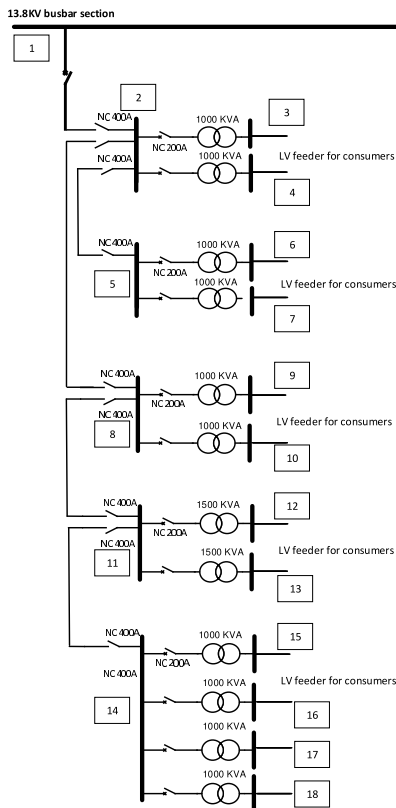 13.8KV busbar section
1
2
NC 400A
1000 KVA
3
NC 200A
NC 400A
1000 KVA
LV feeder for consumers
4
NC 400A
1000 KVA
6
NC 200A
5
1000 KVA
LV feeder for consumers
7
NC 400A
1000 KVA
9
NC 200A
NC 400A
8
1000 KVA
LV feeder for consumers
10
NC 400A
1500 KVA
12
NC 200A
NC 400A
11
1500 KVA
LV feeder for consumers
13
NC 400A
1000 KVA
15
NC 200A
NC 400A
14
1000 KVA
LV feeder for consumers
16
1000 KVA
17
1000 KVA
18